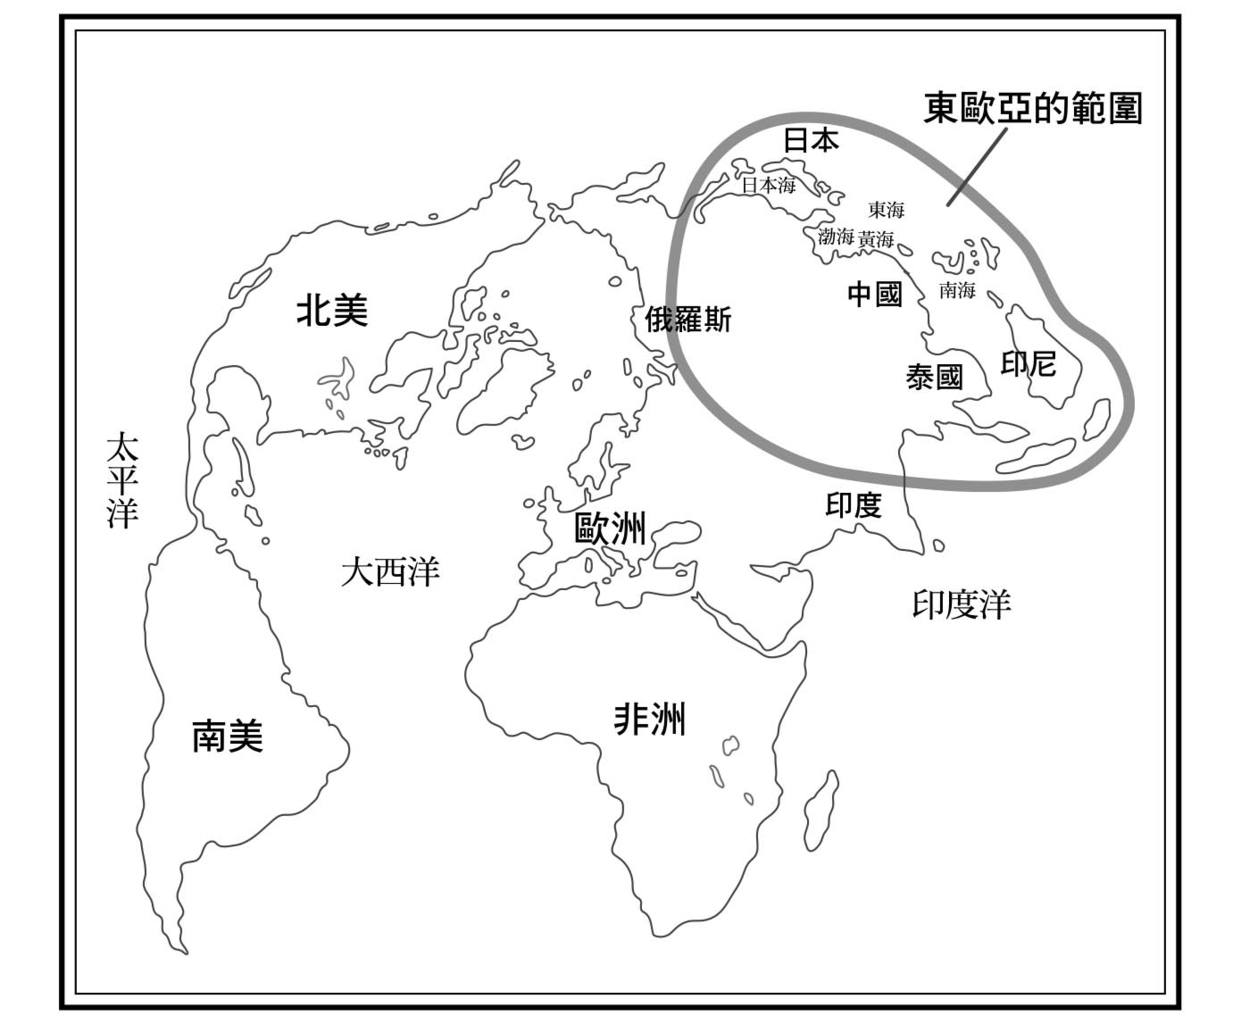 東歐亞的範圍
日本
日本海
東海
渤海
黃海
中國
南海
北美
俄羅斯
泰國
印尼
太平洋
印度
歐洲
大西洋
印度洋
南美
非洲